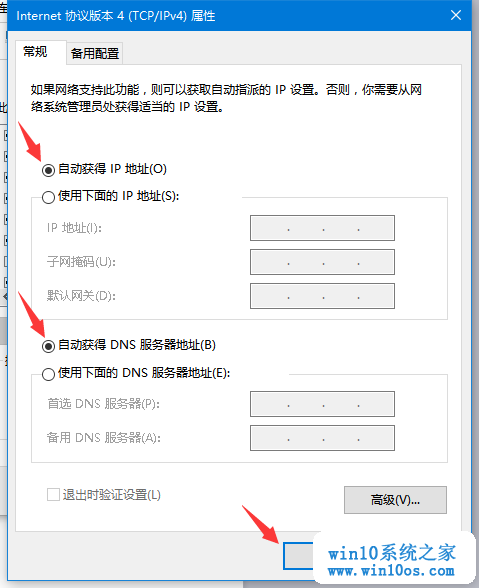 Internet 协议版本 4 (TCP/IPv4) 属性
常规
备用配置
如果网络支持此功能，则可以获取自动指派的 IP 设置。否则，你需要从网
络系统管理员处获得适当的 IP 设置。
自动获得 IP 地址(O)
使用下面的 IP 地址(S):
IP 地址(I):
子网掩码(U):
默认网关(D):
自动获得 DNS 服务器地址(B)
使用下面的 DNS 服务器地址(E):
首选 DNS 服务器(P):
备用 DNS 服务器(A):
退出时验证设置(L)
高级(V)...
win10系统之家
www.win10os.com